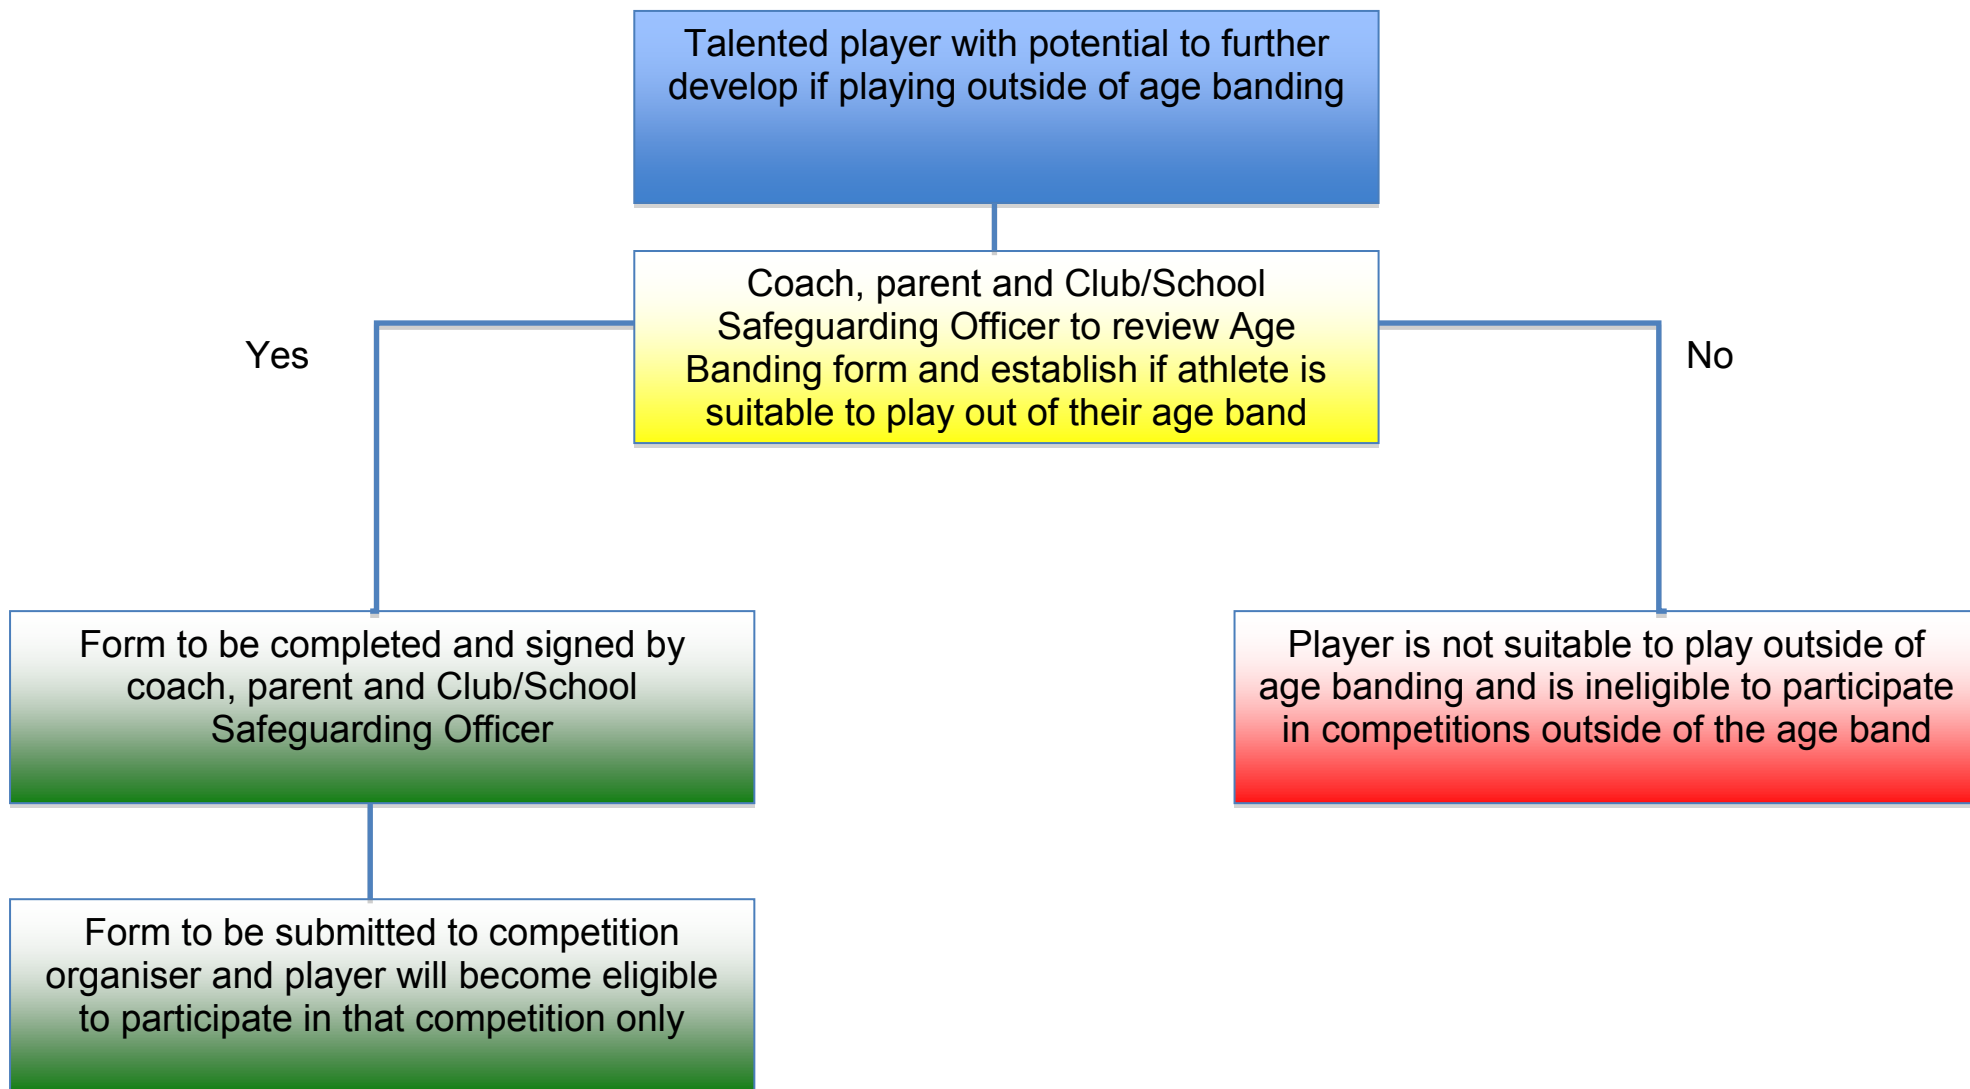 Talented player with potential to further
develop if playing outside of age banding
Coach, parent and Club/School
Safeguarding Officer to review Age
Banding form and establish if athlete is
suitable to play out of their age band
Yes
No
Form to be completed and signed by
coach, parent and Club/School
Safeguarding Officer
Player is not suitable to play outside of
age banding and is ineligible to participate
in competitions outside of the age band
Form to be submitted to competition
organiser and player will become eligible
to participate in that competition only